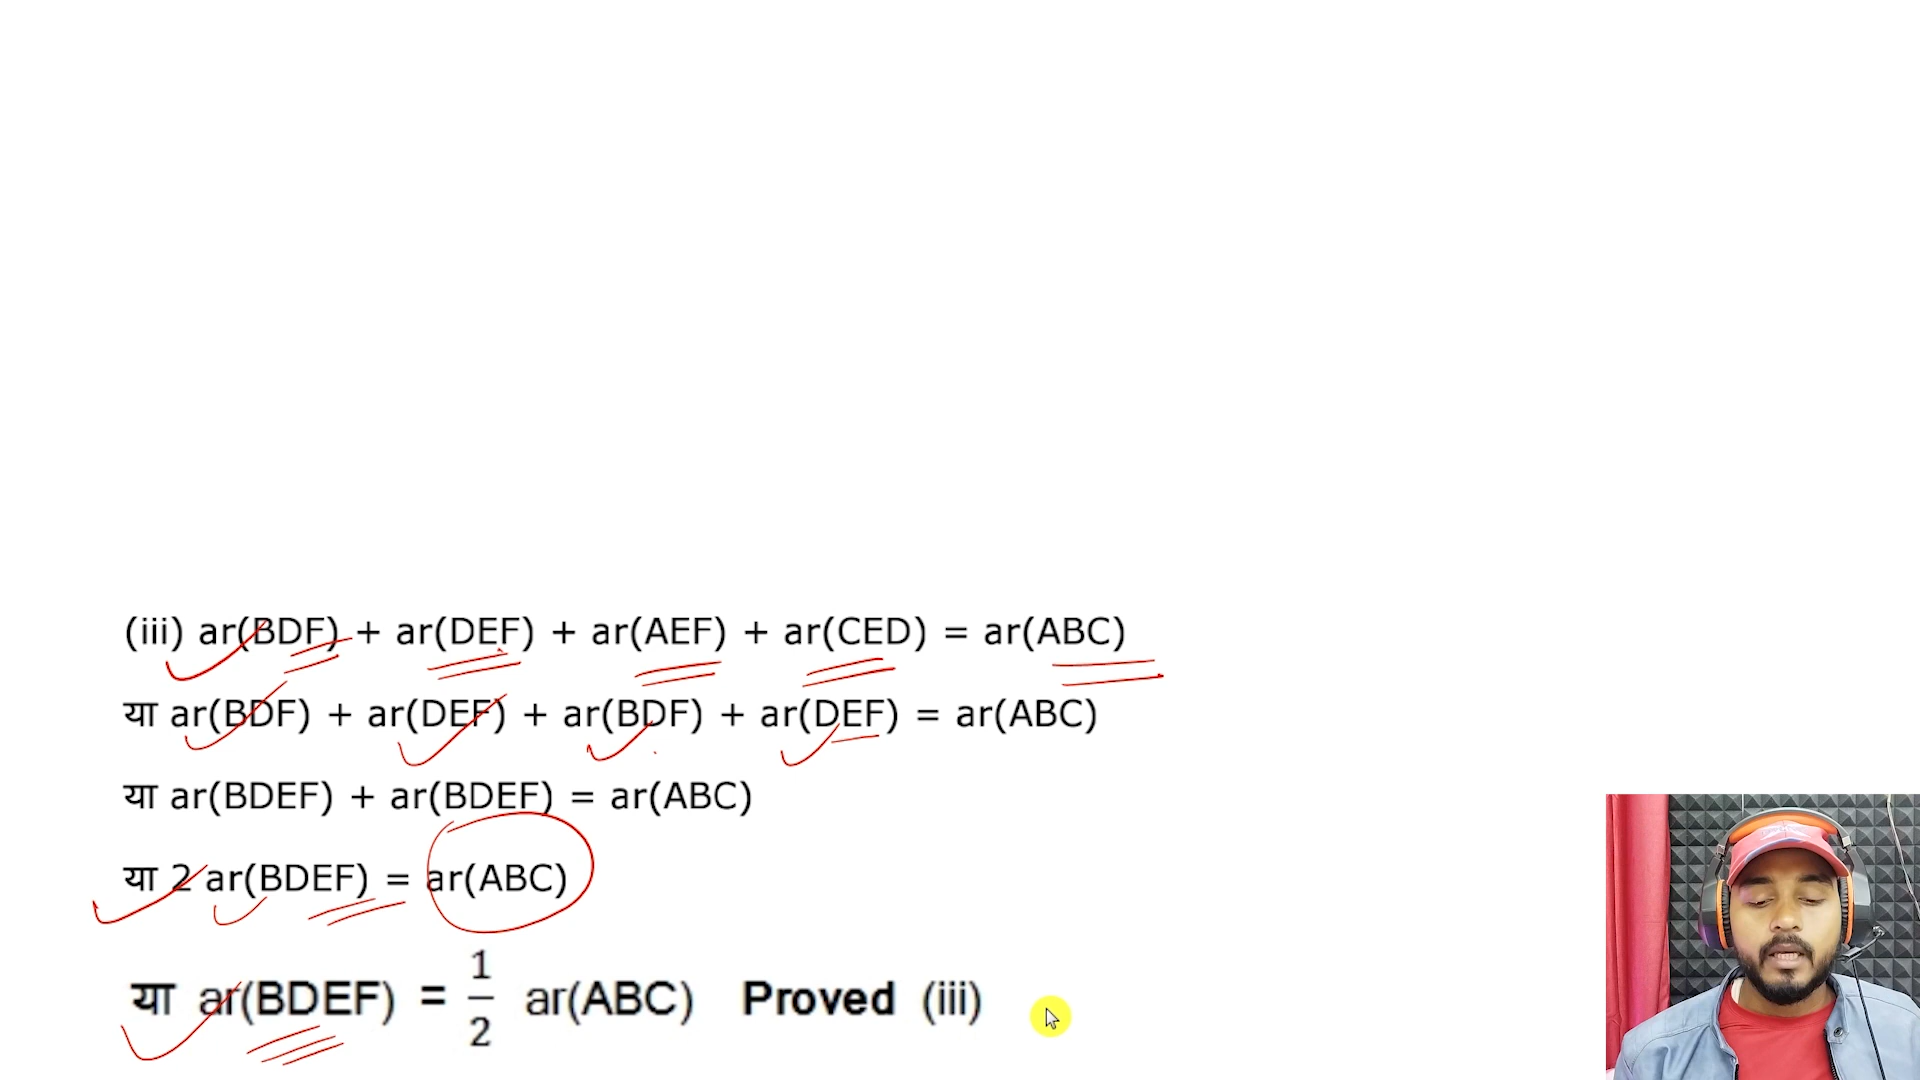 (iii) ar(BDF) + ar(DEF) + ar(AEF) + ar(CED) = ar(ABC)
या ar(BDF) + ar(DEF) + ar(BDF) + ar(DEF) = ar(ABC)
या ar(BDEF) + ar(BDEF) = ar(ABC)
या 2 ar(BDEF) = ar(ABC)
या ar(BDEF) = 1/2 ar(ABC) Proved (iii)